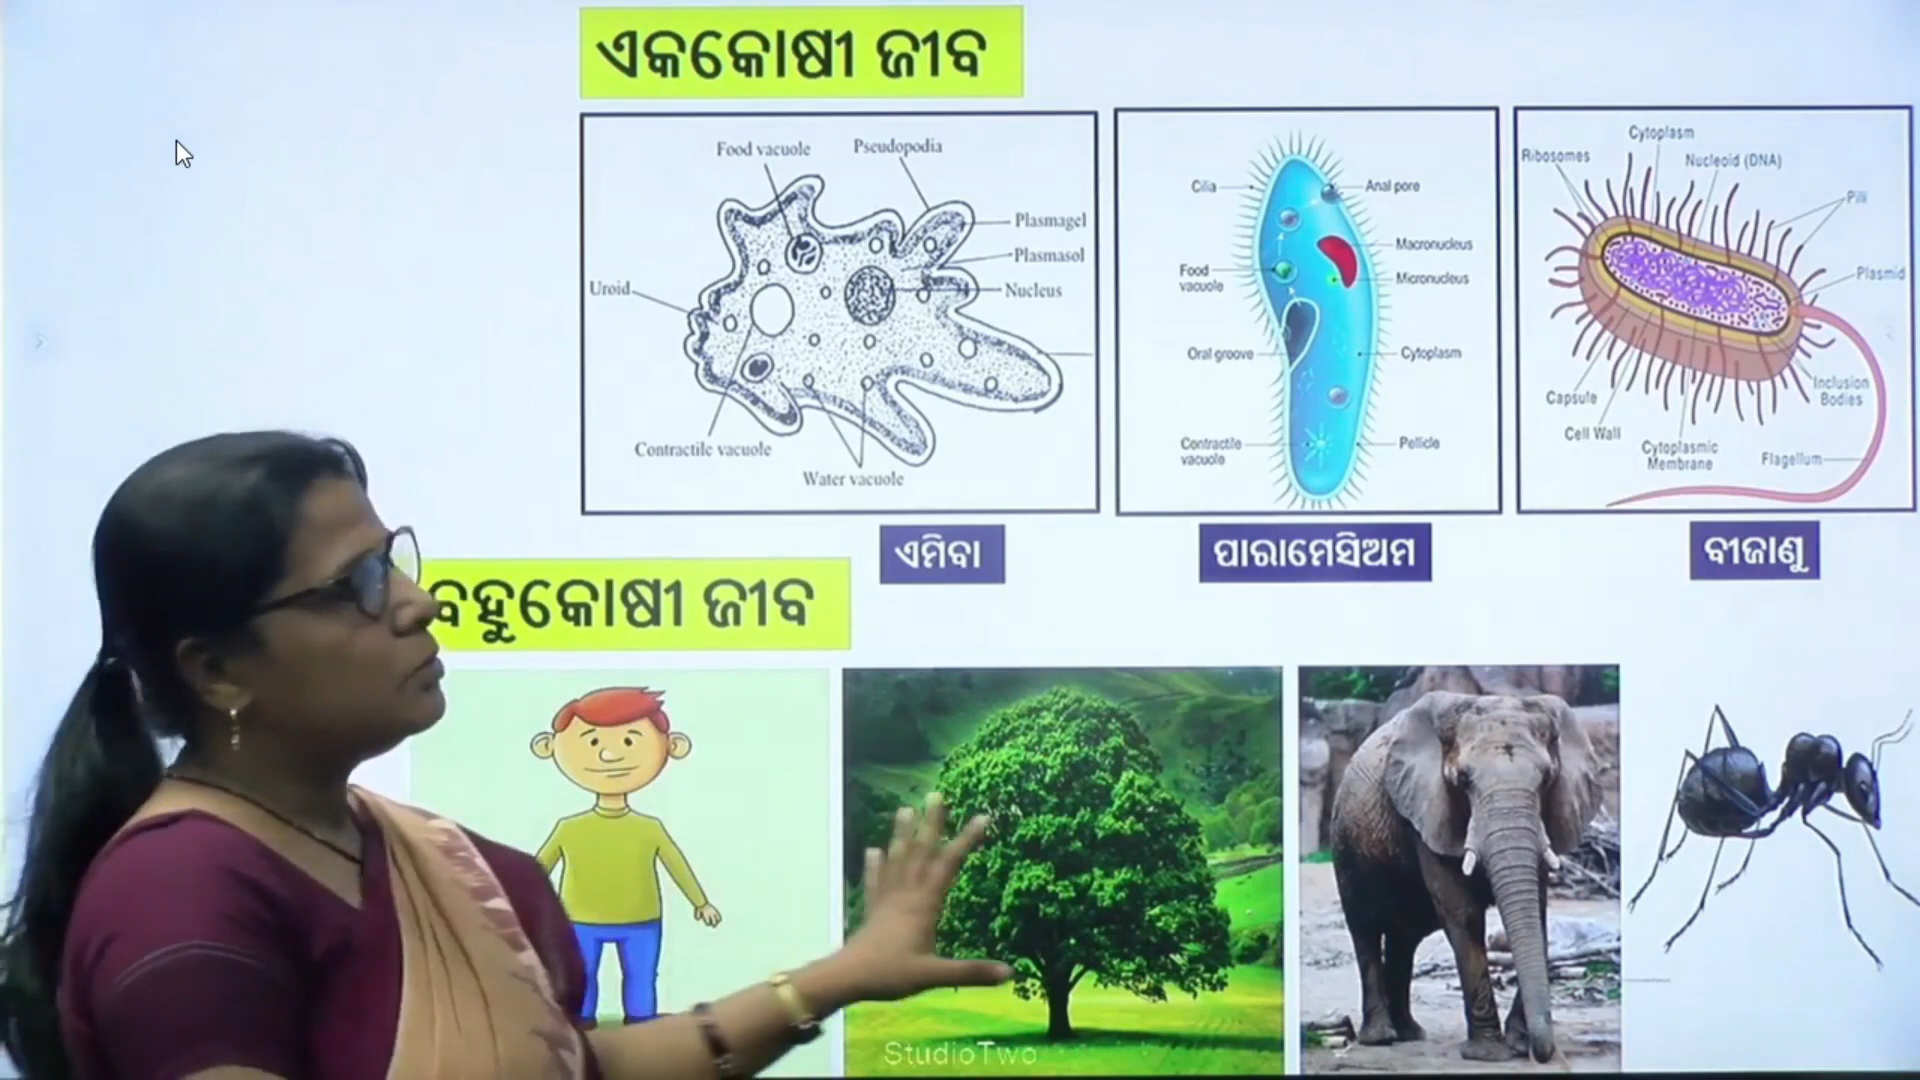 ଏକକୋଷୀ ଜୀବ
Food vacuole
Pseudopodia
Plasmagel
Plasmasol
Nucleus
Uroid
Contractile vacuole
Water vacuole
Cilia
Anal pore
Macronucleus
Micronucleus
Food
vacuole
Oral groove
Cytoplasm
Contractile
vacuole
Pellicle
Cytoplasm
Ribosomes
Nucleoid (DNA)
Pili
Plasmid
Inclusion
Bodies
Capsule
Cell Wall
Cytoplasmic
Membrane
Flagellum
ଏମିବା
ପାରାମେସିଅମ
ବୀଜାଣୁ
ବହୁକୋଷୀ ଜୀବ
StudioTwo